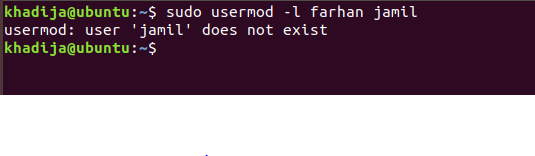 khadija@ubuntu:~$ sudo usermod -l farhan jamil
usermod: user 'jamil' does not exist
khadija@ubuntu:~$